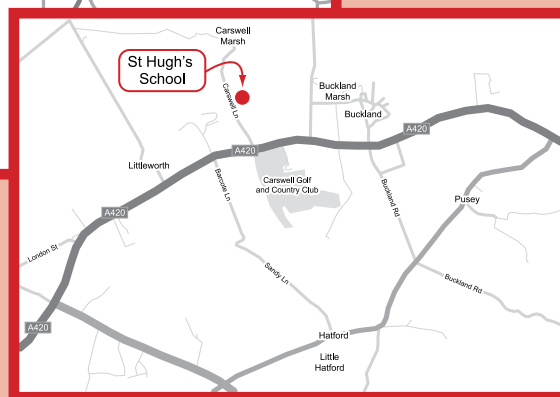 Carswell
Marsh
St Hugh's
School
Carswell Ln
Buckland
Marsh
Buckland
A420
A420
Littleworth
Barcote Ln
Carswell Golf
and Country Club
Buckland Rd
Pusey
A420
London St
Sandy Ln
Buckland Rd
A420
Hatford
Little
Hatford